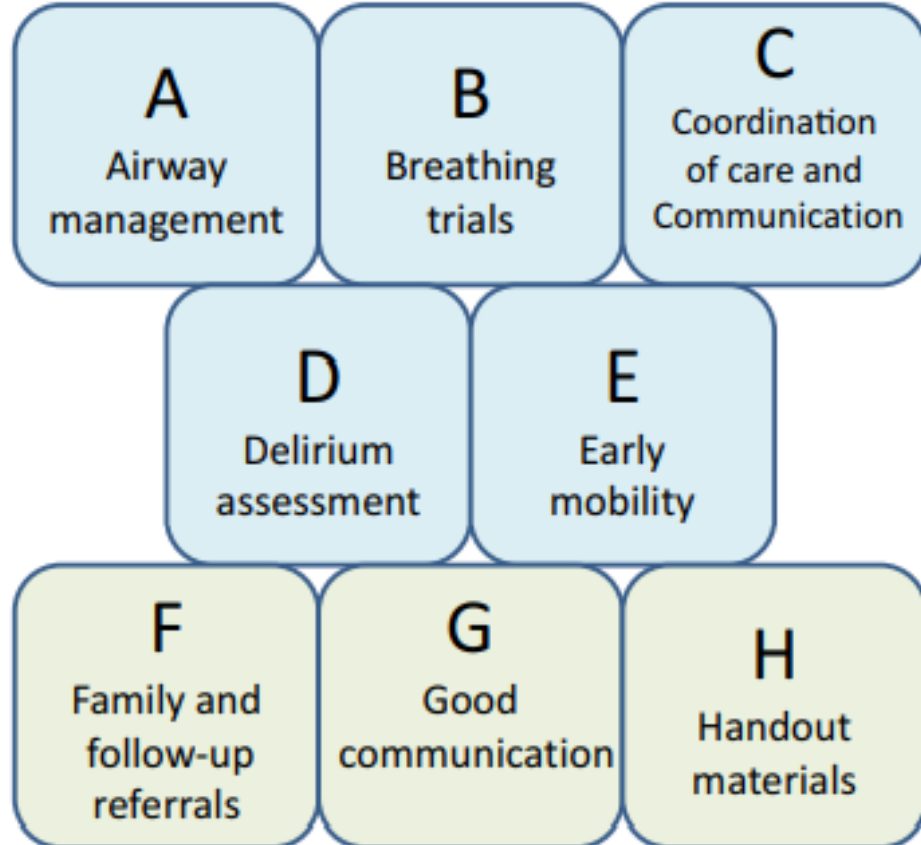 A
Airway
management
B
Breathing
trials
C
Coordination
of care and
Communication
D
Delirium
assessment
E
Early
mobility
F
Family and
follow-up
referrals
G
Good
communication
H
Handout
materials